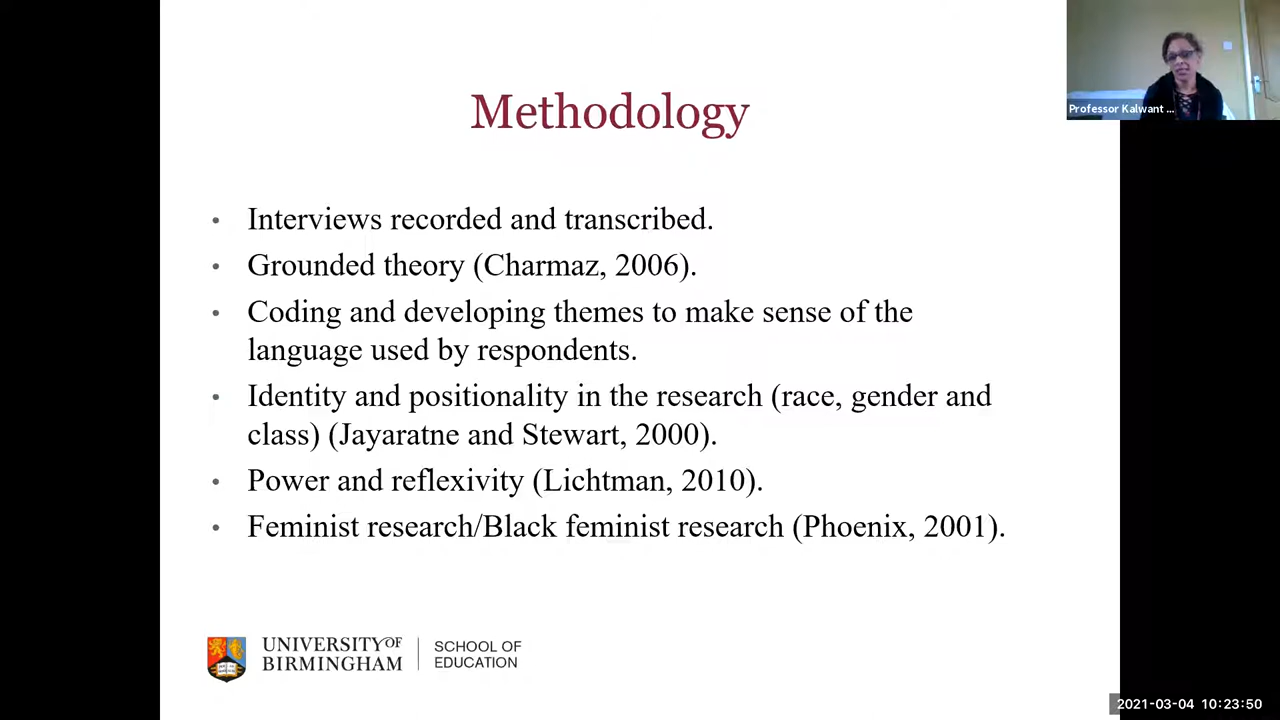 Methodology
Professor Kalwant ...
• Interviews recorded and transcribed.
• Grounded theory (Charmaz, 2006).
• Coding and developing themes to make sense of the
language used by respondents.
• Identity and positionality in the research (race, gender and
class) (Jayaratne and Stewart, 2000).
• Power and reflexivity (Lichtman, 2010).
• Feminist research/Black feminist research (Phoenix, 2001).
UNIVERSITY OF
BIRMINGHAM
SCHOOL OF
EDUCATION
2021-03-04 10:23:50